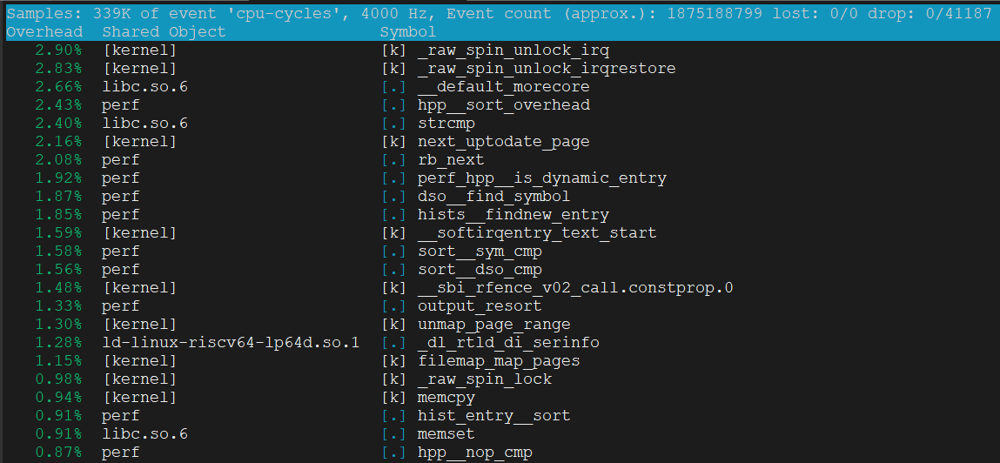 Samples: 339K of event 'cpu-cycles', 4000 Hz, Event count (approx.): 1875188799 lost: 0/0 drop: 0/41187
Overhead  Shared Object  Symbol
2.90%  [kernel]  [k] _raw_spin_unlock_irq
2.83%  [kernel]  [k] _raw_spin_unlock_irqrestore
2.66%  libc.so.6  [.] __default_morecore
2.43%  perf  [.] hpp__sort_overhead
2.40%  libc.so.6  [.] strcmp
2.16%  [kernel]  [k] next_uptodate_page
2.08%  perf  [.] rb_next
1.92%  perf  [.] perf_hpp__is_dynamic_entry
1.87%  perf  [.] dso__find_symbol
1.85%  perf  [.] hists__findnew_entry
1.59%  [kernel]  [k] __softirqentry_text_start
1.58%  perf  [.] sort__sym_cmp
1.56%  perf  [.] sort__dso_cmp
1.48%  [kernel]  [k] __sbi_rfence_v02_call.constprop.0
1.33%  perf  [.] output_resort
1.30%  [kernel]  [k] unmap_page_range
1.28%  ld-linux-riscv64-lp64d.so.1  [.] _dl_rtld_di_serinfo
1.15%  [kernel]  [k] filemap_map_pages
0.98%  [kernel]  [k] _raw_spin_lock
0.94%  [kernel]  [k] memcpy
0.91%  perf  [.] hist_entry__sort
0.91%  libc.so.6  [.] memset
0.87%  perf  [.] hpp__nop_cmp